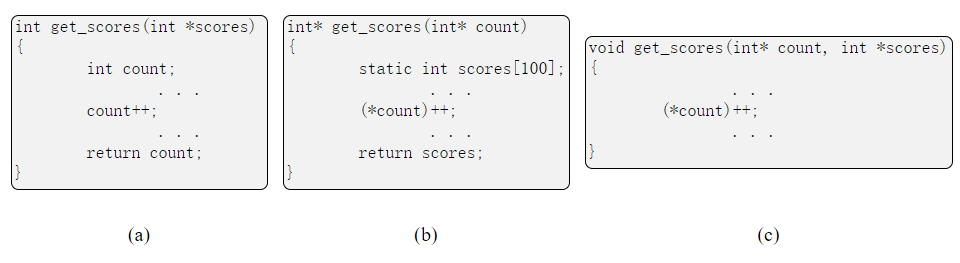 int get_scores(int *scores)
{
int count;
. . .
count++;
. . .
return count;
}
(a)
int* get_scores(int* count)
{
static int scores[100];
. . .
(*count)++;
. . .
return scores;
}
(b)
void get_scores(int* count, int *scores)
{
. . .
(*count)++;
. . .
}
(c)